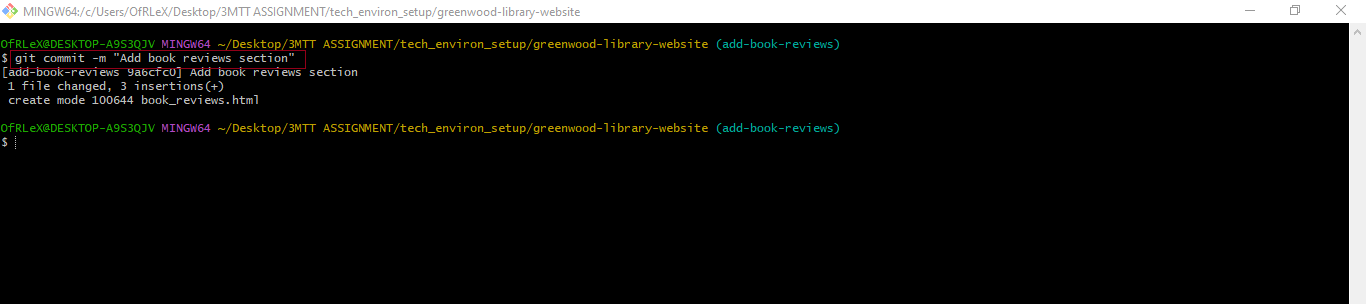 MINGW64:/c/Users/OfRLeX/Desktop/3MTT ASSIGNMENT/tech_environ_setup/greenwood-library-website
OfRLeX@DESKTOP-A9S3QJV MINGW64 ~/Desktop/3MTT ASSIGNMENT/tech_environ_setup/greenwood-library-website (add-book-reviews)
$ git commit -m "Add book reviews section"
[add-book-reviews 9a6cfc0] Add book reviews section
 1 file changed, 3 insertions(+)
 create mode 100644 book_reviews.html
OfRLeX@DESKTOP-A9S3QJV MINGW64 ~/Desktop/3MTT ASSIGNMENT/tech_environ_setup/greenwood-library-website (add-book-reviews)
$